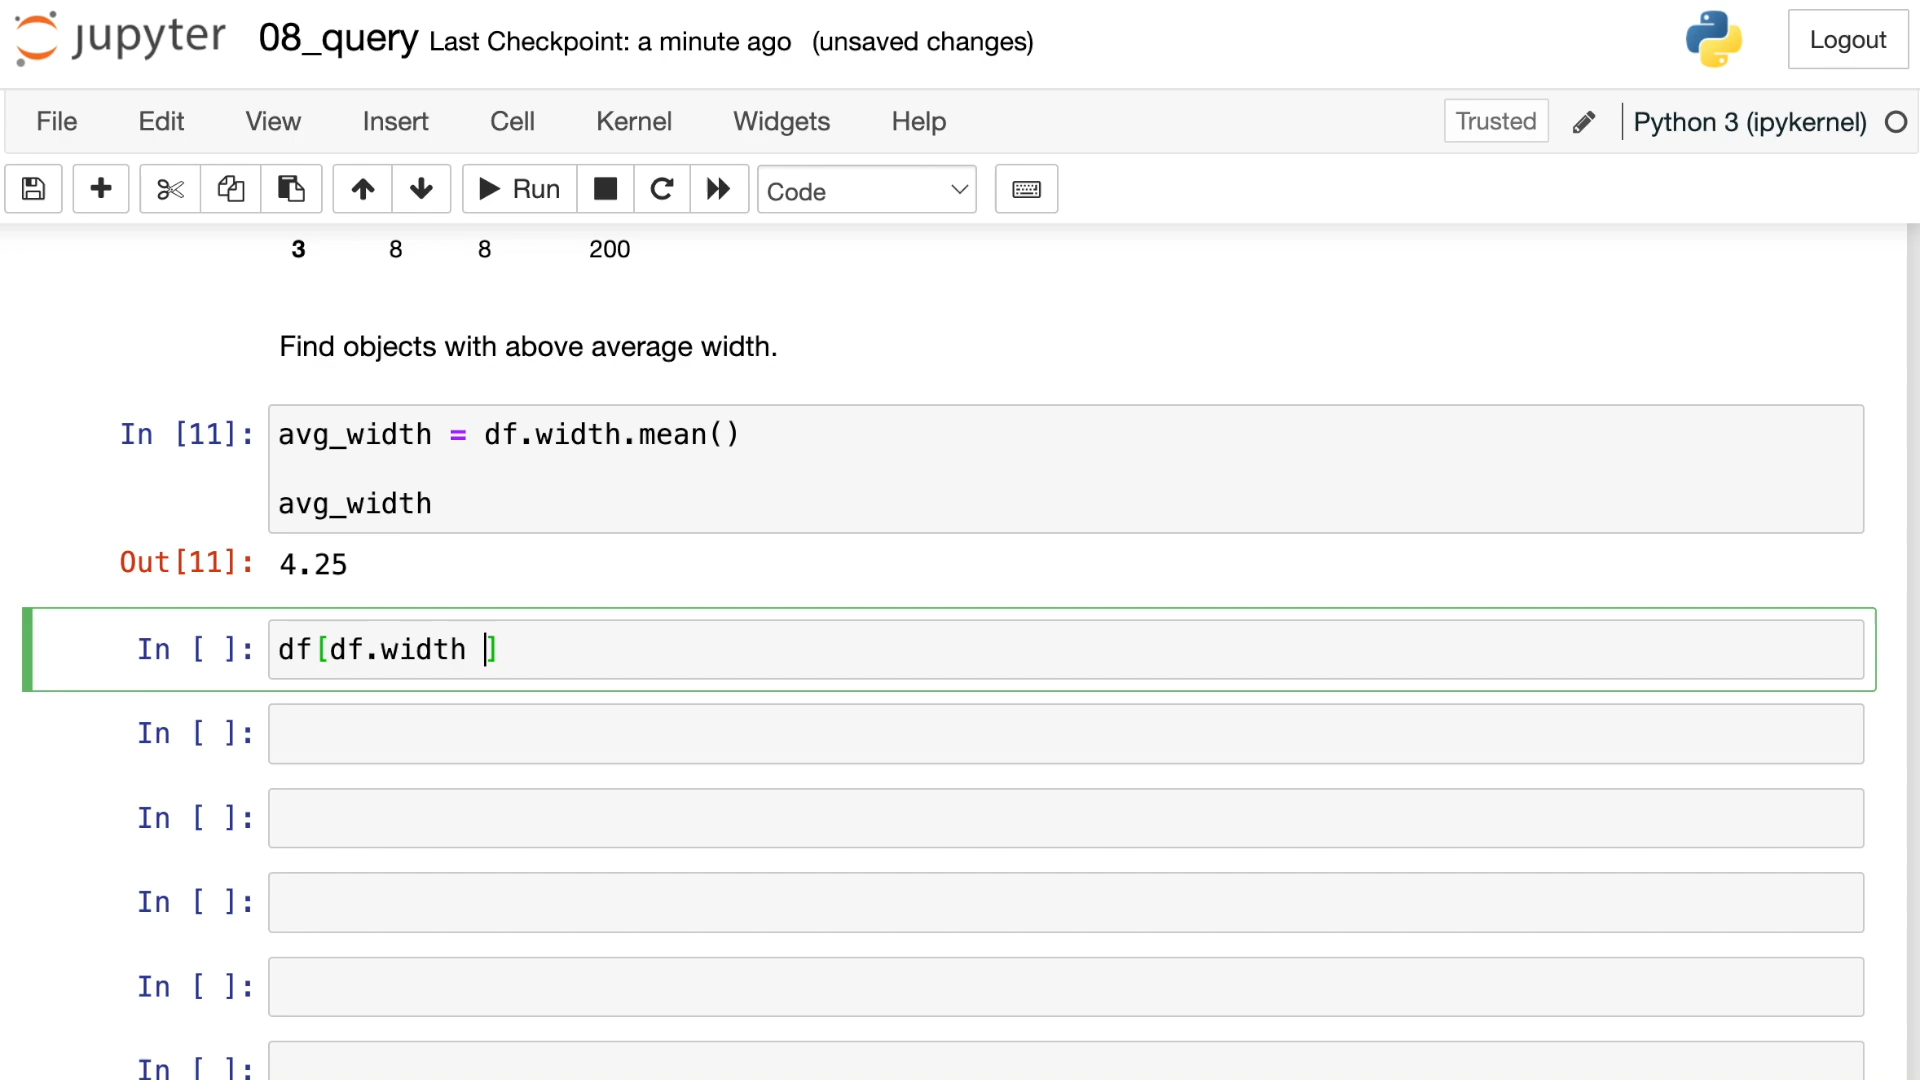 jupyter 08_query Last Checkpoint: a minute ago (unsaved changes) Logout
File Edit View Insert Cell Kernel Widgets Help Trusted Python 3 (ipykernel)
Run Code
3 8 8 200
Find objects with above average width.
In [11]: avg_width = df.width.mean()
avg_width
Out[11]: 4.25
In [ ]: df[df.width ]
In [ ]:
In [ ]:
In [ ]:
In [ ]:
In [ ]: